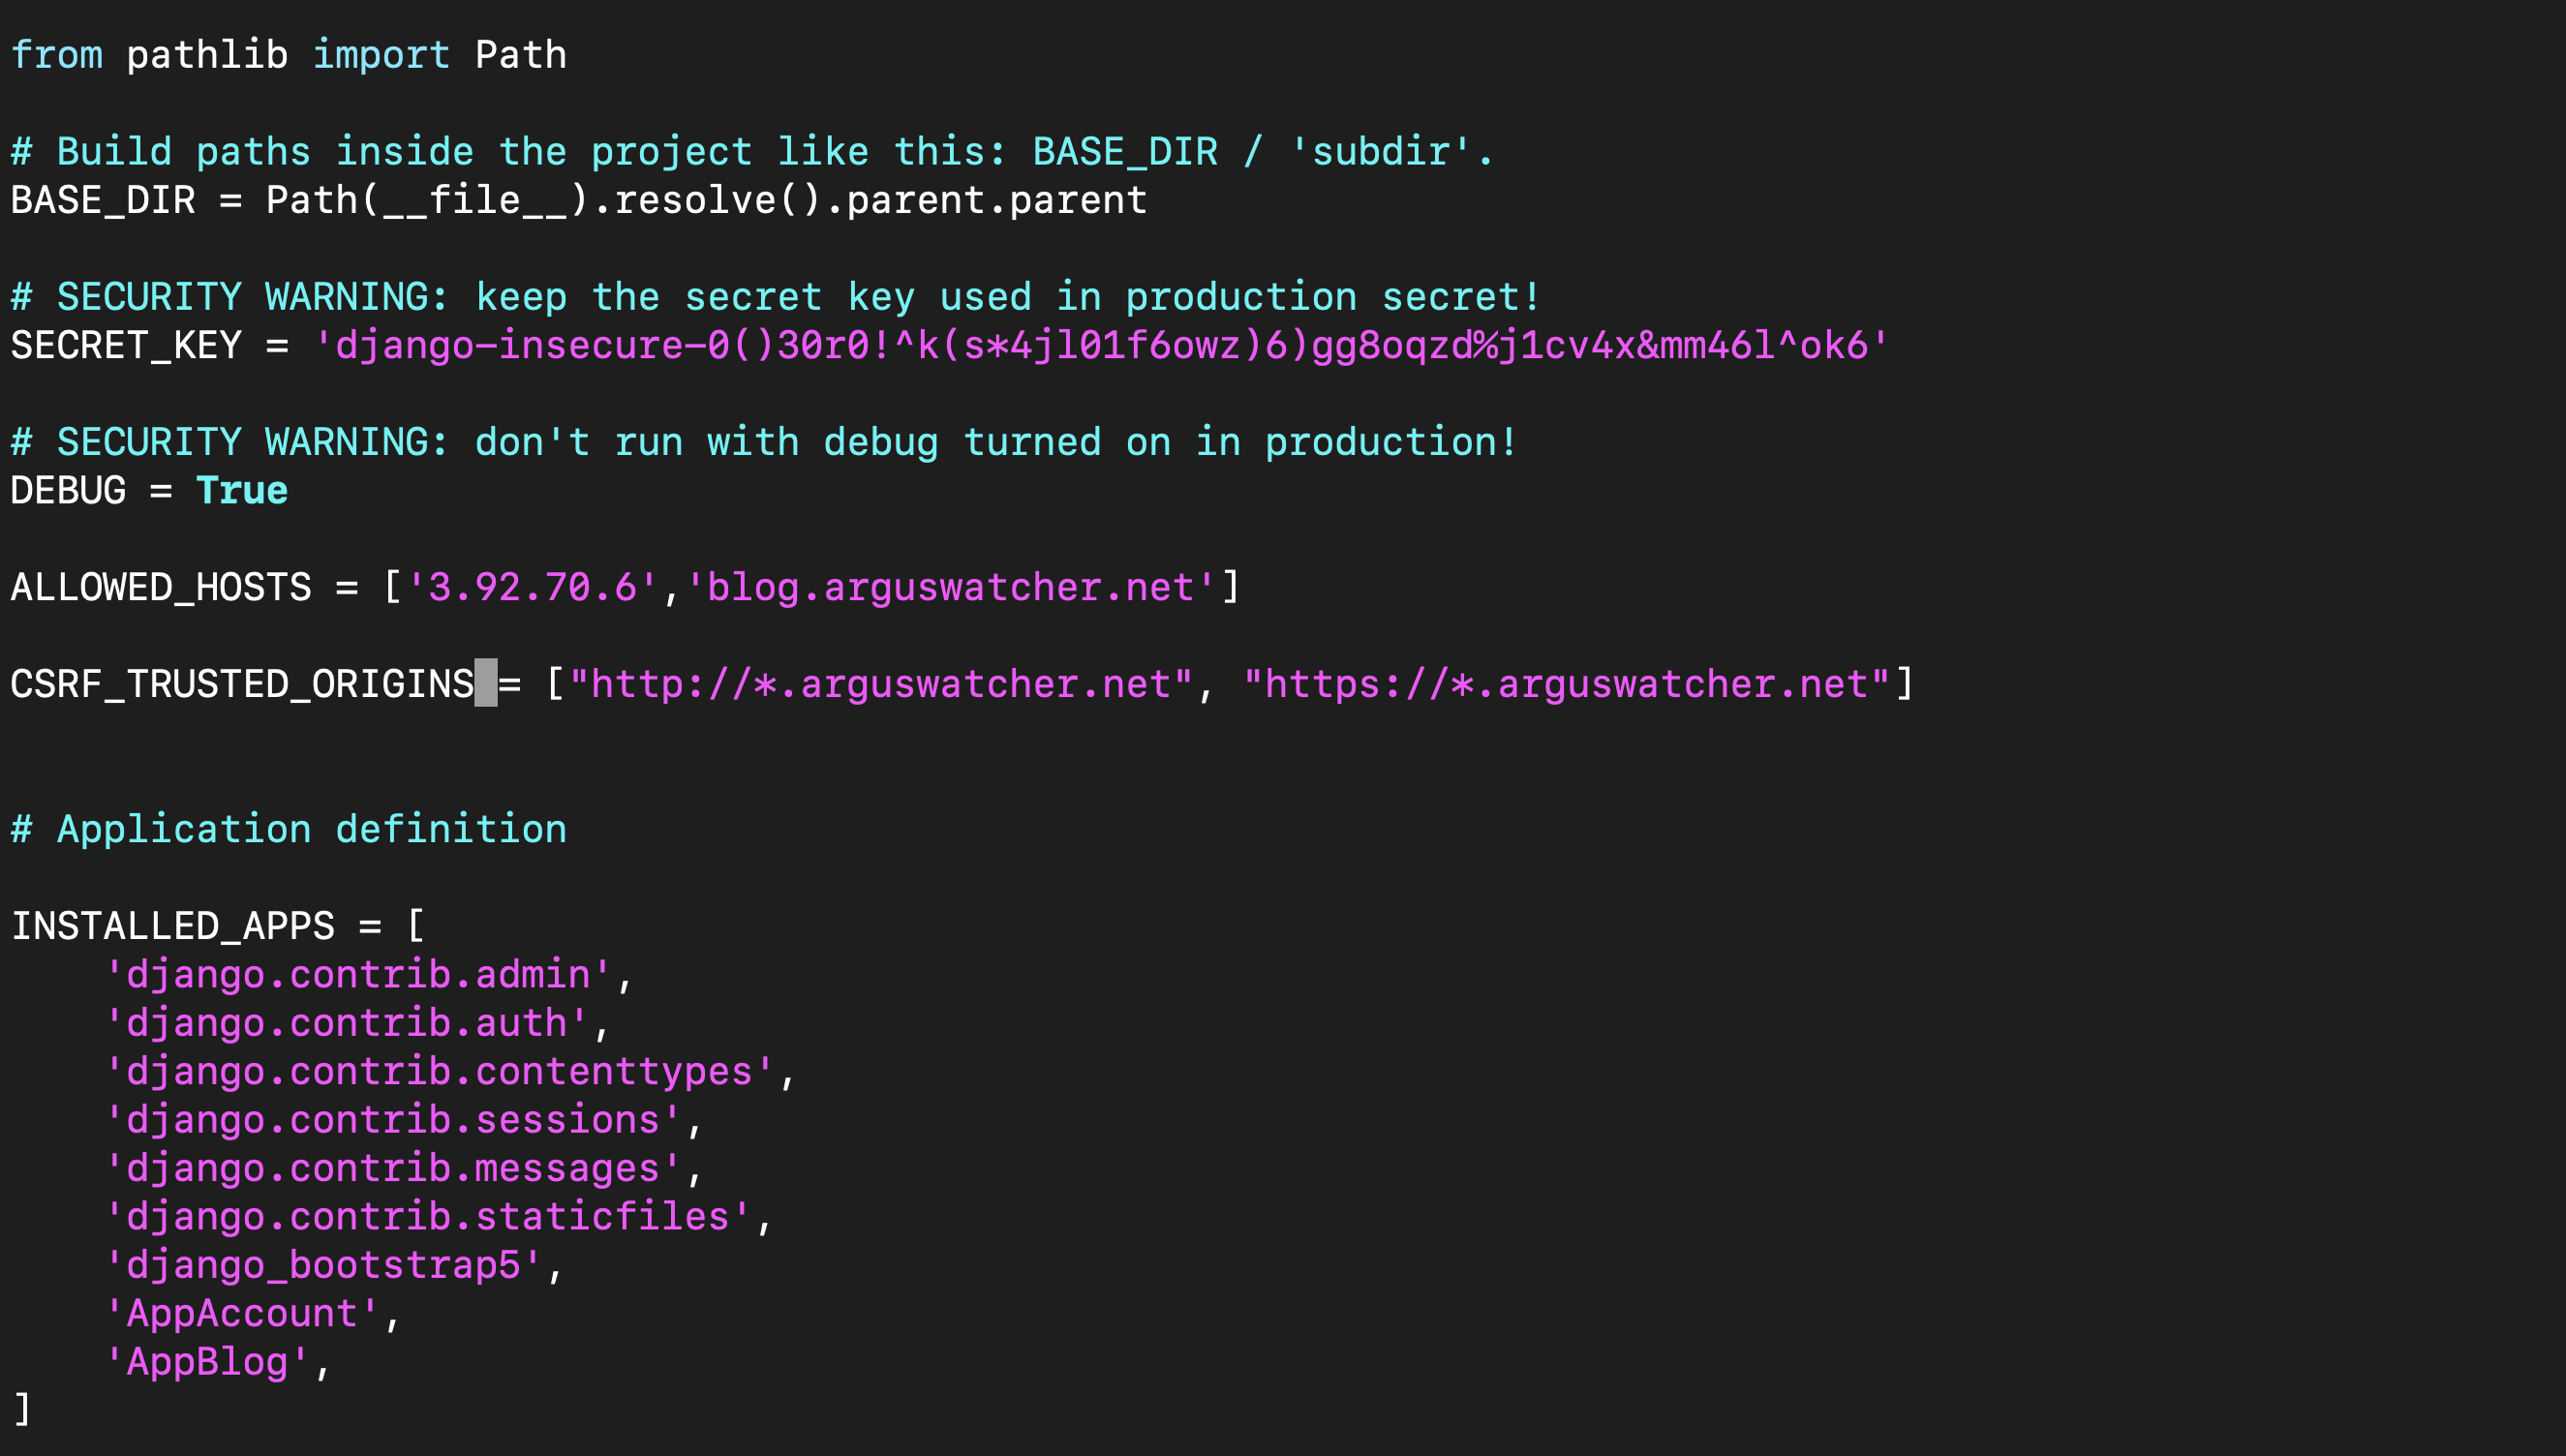 from pathlib import Path
# Build paths inside the project like this: BASE_DIR / 'subdir'.
BASE_DIR = Path(__file__).resolve().parent.parent
# SECURITY WARNING: keep the secret key used in production secret!
SECRET_KEY = 'django-insecure-0()30r0!^k(s*4jl01f6owz)6)gg8oqzd%j1cv4x&mm46l^ok6'
# SECURITY WARNING: don't run with debug turned on in production!
DEBUG = True
ALLOWED_HOSTS = ['3.92.70.6','blog.arguswatcher.net']
CSRF_TRUSTED_ORIGINS = ["http://*.arguswatcher.net", "https://*.arguswatcher.net"]
# Application definition
INSTALLED_APPS = [
    'django.contrib.admin',
    'django.contrib.auth',
    'django.contrib.contenttypes',
    'django.contrib.sessions',
    'django.contrib.messages',
    'django.contrib.staticfiles',
    'django_bootstrap5',
    'AppAccount',
    'AppBlog',
]